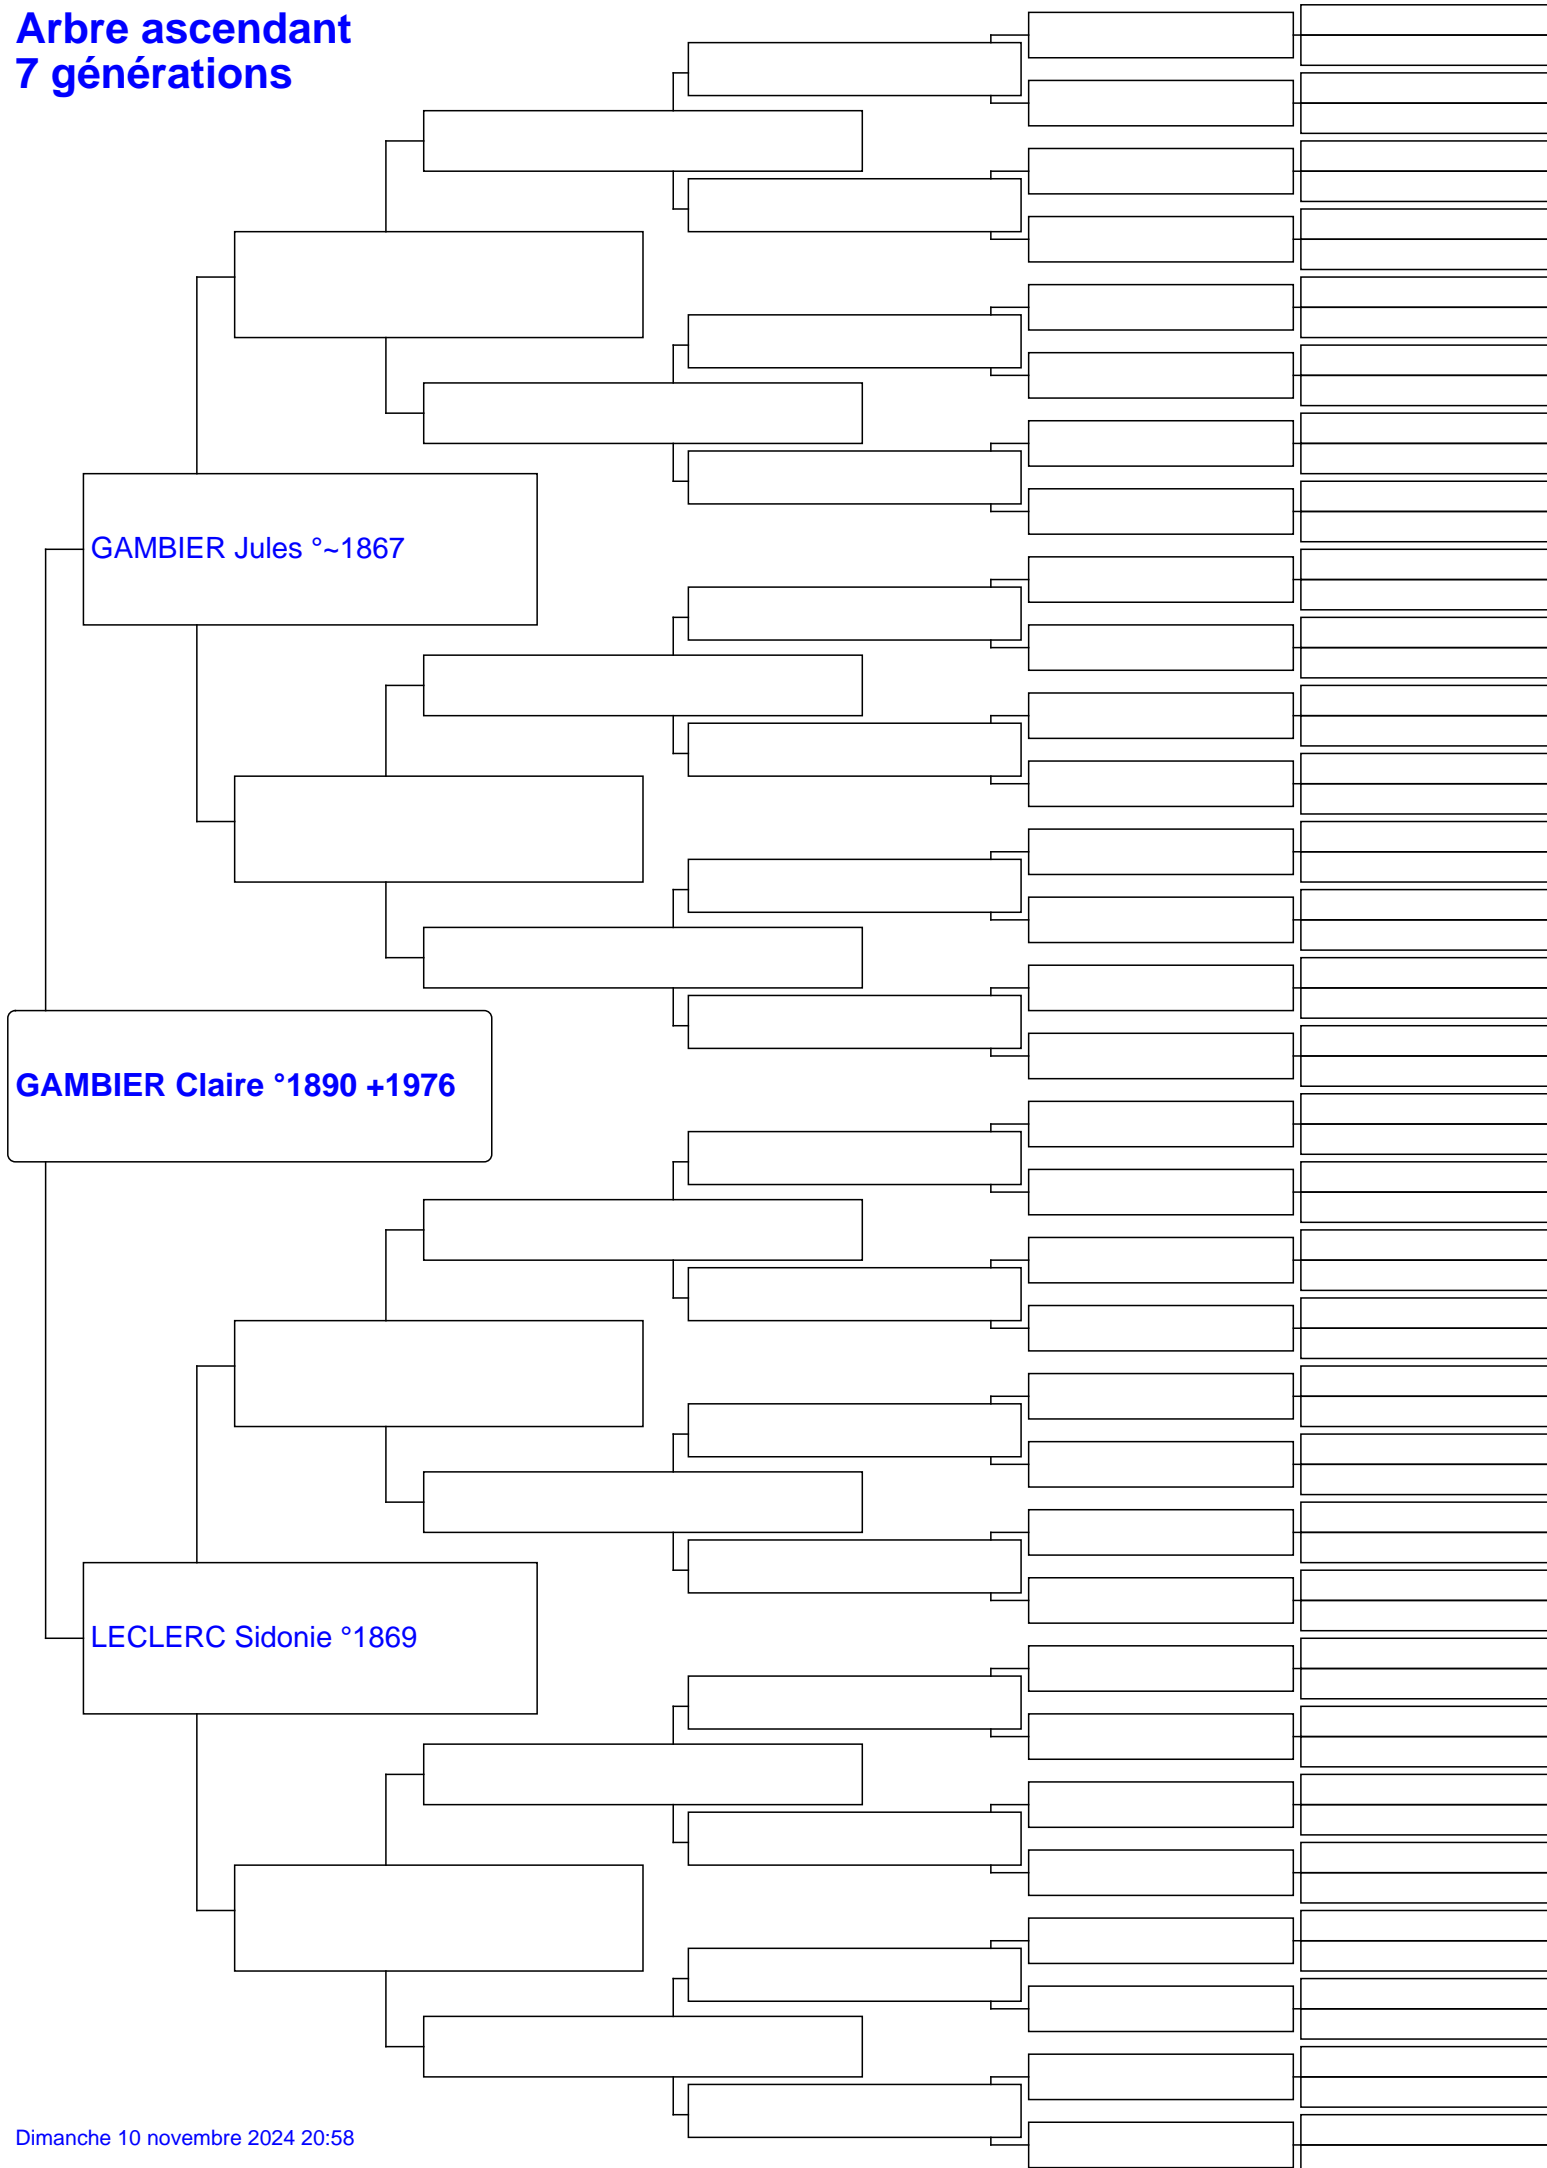 Arbre ascendant
7 générations
GAMBIER Jules °~1867
GAMBIER Claire °1890 +1976
LECLERC Sidonie °1869
Dimanche 10 novembre 2024 20:58